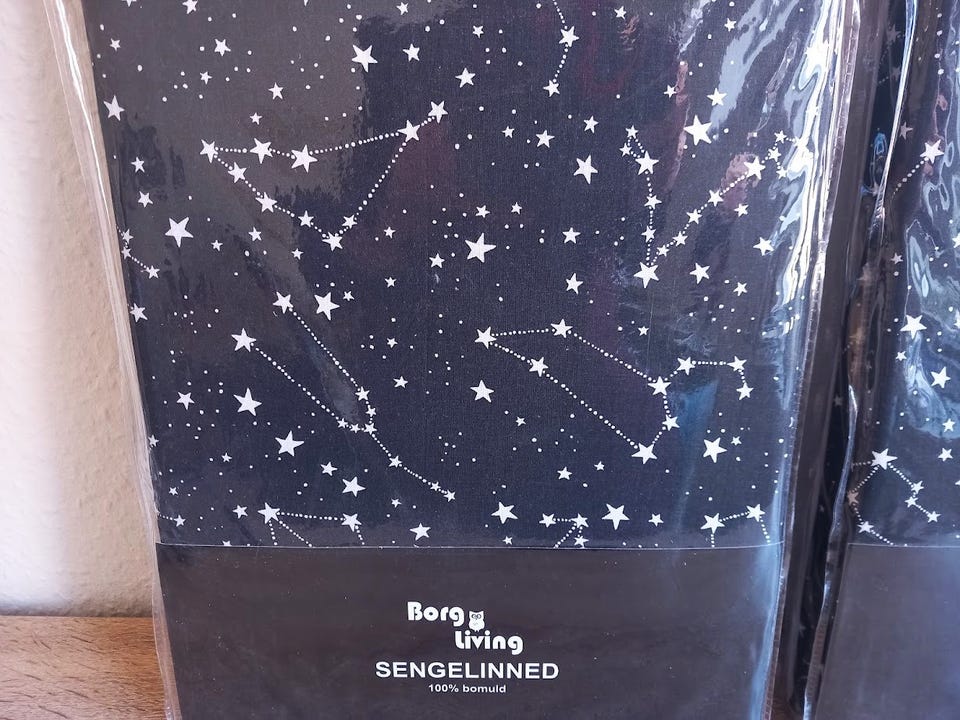 Borg
Living
SENGELINNED
100% bomuld